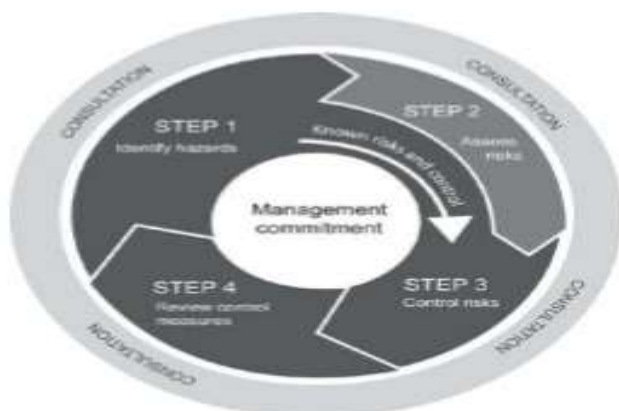 CONSULTATION
CONSULTATION
STEP 1
Identify hazards
STEP 2
Assess
risks
Known risks and control
Management
commitment
STEP 3
Control risks
STEP 4
Review control
measures
CONSULTATION
CONSULTATION